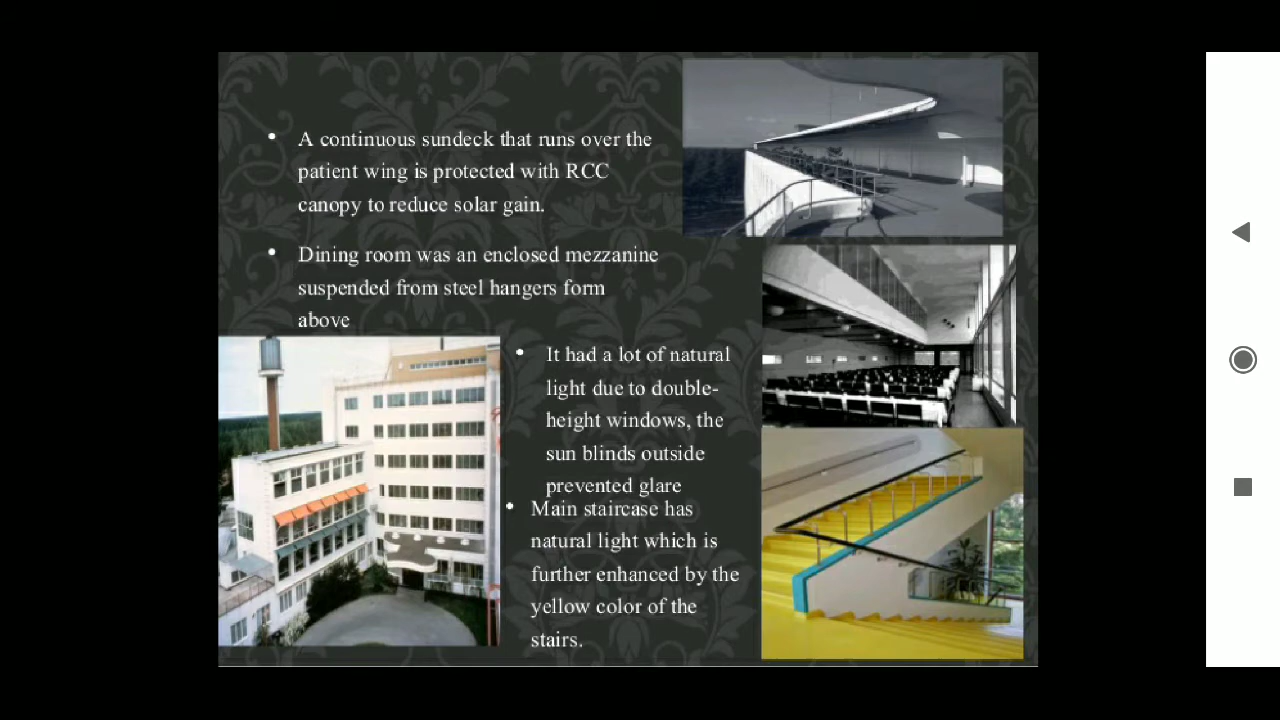 • A continuous sundeck that runs over the
patient wing is protected with RCC
canopy to reduce solar gain.
• Dining room was an enclosed mezzanine
suspended from steel hangers form
above
• It had a lot of natural
light due to double-
height windows, the
sun blinds outside
prevented glare
• Main staircase has
natural light which is
further enhanced by the
yellow color of the
stairs.